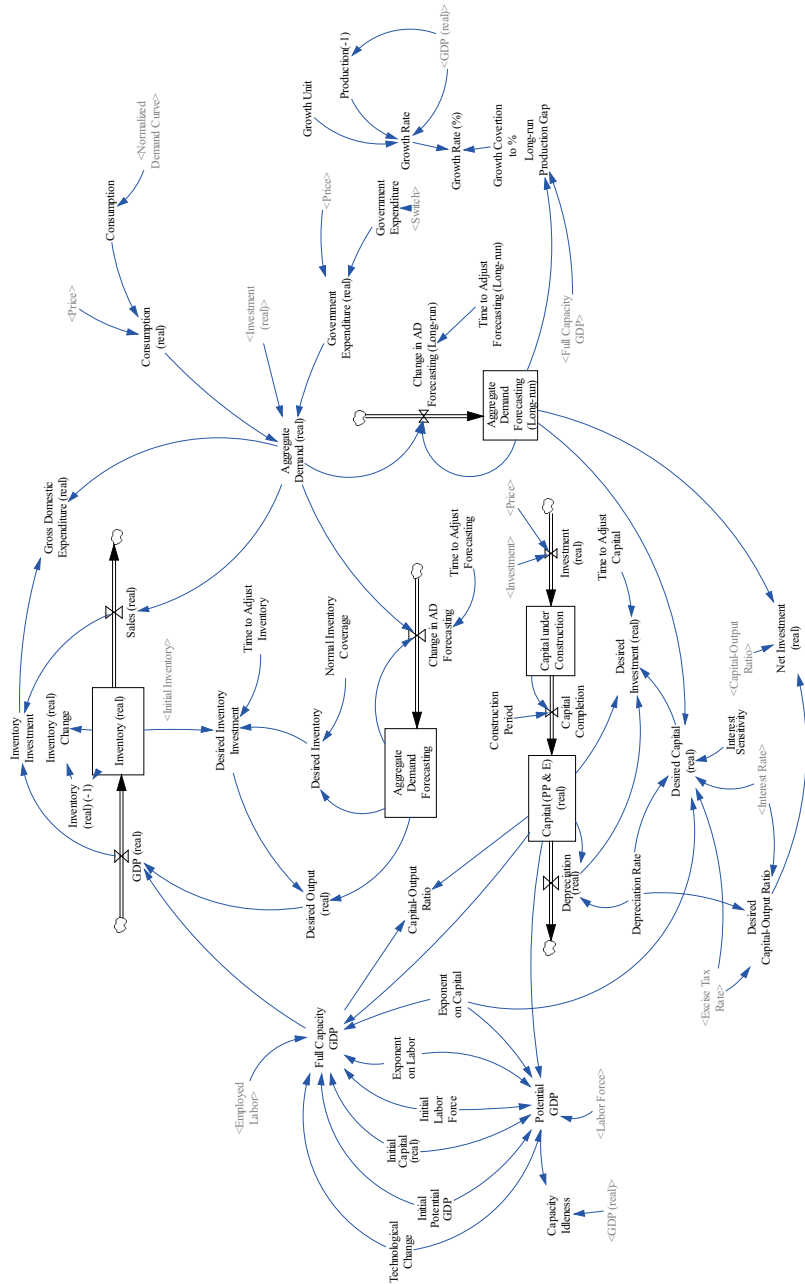 Technological
Change
Initial
Potential
GDP
Initial
Capital
(real)
Initial
Labor
Force
Exponent
on Labor
Exponent
on Capital
<Employed
Labor>
Full Capacity
GDP
Potential
GDP
<Labor Force>
Capacity
Idleness
<GDP (real)>
Capital-Output
Ratio
GDP (real)
Inventory
(real) (-1)
Inventory (real)
Change
Inventory
Investment
Inventory (real)
<Initial Inventory>
Sales (real)
Gross Domestic
Expenditure (real)
Desired Output
(real)
Desired Inventory
Investment
Time to Adjust
Inventory
Desired Inventory
Normal Inventory
Coverage
Aggregate
Demand
Forecasting
Change in AD
Forecasting
Time to Adjust
Forecasting
Aggregate
Demand (real)
<Price>
Consumption
(real)
Consumption
<Normalized
Demand Curve>
<Investment
(real)>
Government
Expenditure (real)
<Price>
Government
Expenditure
<Switch>
Growth Unit
Production(-1)
<GDP (real)>
Growth Rate
Growth Rate (%)
Growth Covertion
to %
Long-run
Production Gap
<Full Capacity
GDP>
Change in AD
Forecasting (Long-run)
Time to Adjust
Forecasting (Long-run)
Aggregate
Demand
Forecasting
(Long-run)
Depreciation
(real)
Capital (PP & E)
(real)
Construction
Period
Capital
Completion
Capital under
Construction
<Investment>
<Price>
Investment
(real)
Depreciation Rate
Desired
Investment (real)
Time to Adjust
Capital
Desired Capital
(real)
Interest
Sensitivity
<Interest Rate>
<Excise Tax
Rate>
Desired
Capital-Output Ratio
<Capital-Output
Ratio>
Net Investment
(real)